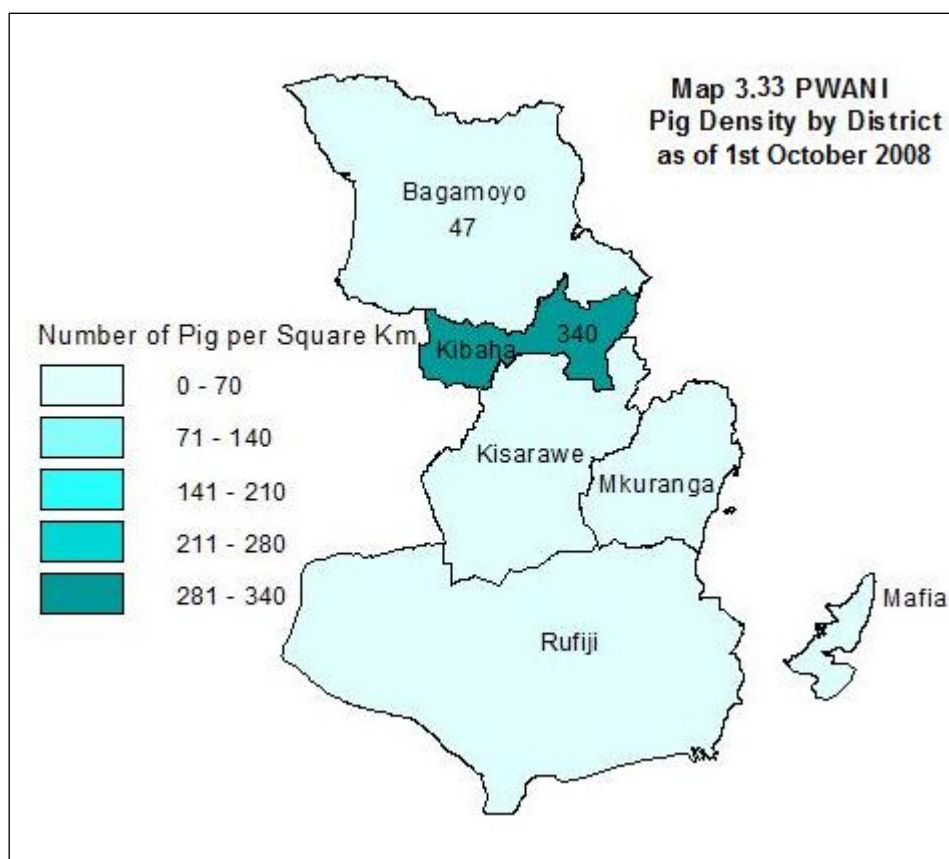 Map 3.33 PWANI
Pig Density by District
as of 1st October 2008
Bagamoyo
47
Number of Pig per Square Km
0 - 70
71 - 140
141 - 210
211 - 280
281 - 340
Kibaha
340
Kisarawe
Mkuranga
Mafia
Rufiji